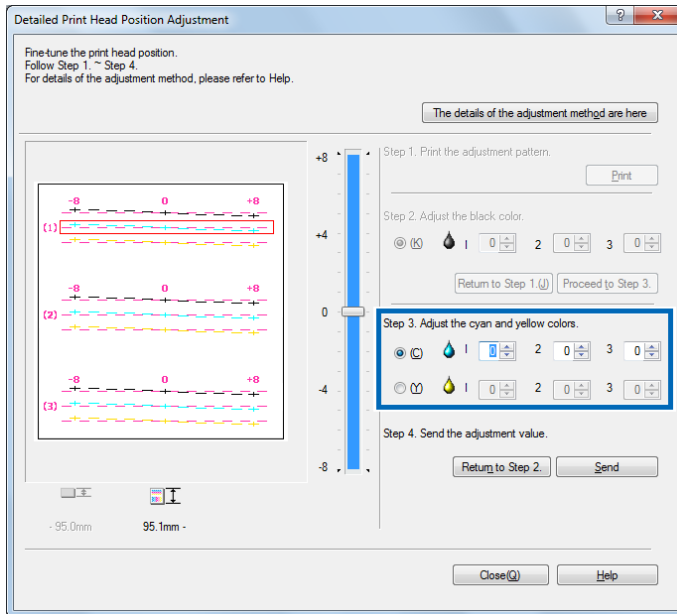 Detailed Print Head Position Adjustment
Fine-tune the print head position.
Follow Step 1. ~ Step 4.
For details of the adjustment method, please refer to Help.
The details of the adjustment method are here
-8 0 +8
(1)
-8 0 +8
(2)
-8 0 +8
(3)
- 95.0mm
95.1mm -
+8
+4
0
-4
-8
Step 1. Print the adjustment pattern.
Print
Step 2. Adjust the black color.
(K) 1 0 2 0 3 0
Return to Step 1.(J) Proceed to Step 3.
Step 3. Adjust the cyan and yellow colors.
(C) 1 0 2 0 3 0
(Y) 1 0 2 0 3 0
Step 4. Send the adjustment value.
Return to Step 2. Send
Close(Q) Help